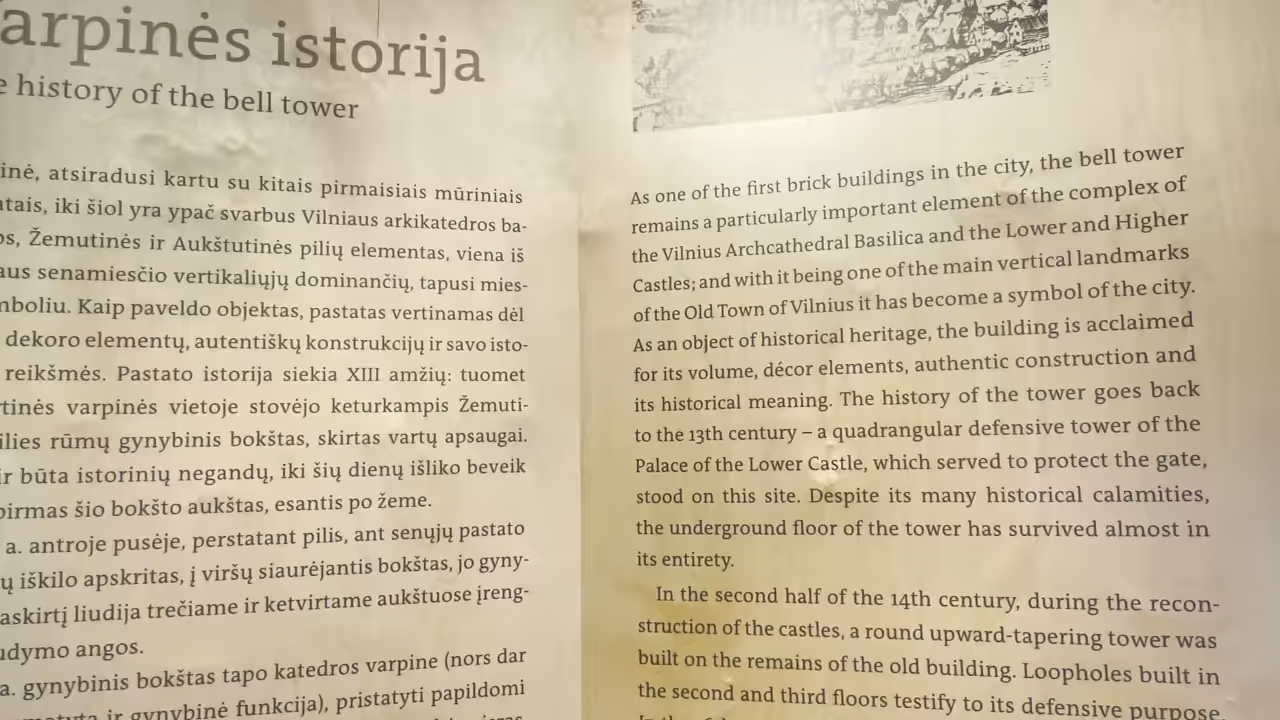 arpinės istorija
history of the bell tower
atsiradusi kartu su kitais pirmaisiais mūriniais
iki šiol yra ypač svarbus Vilniaus arkikatedros ba-
Žemutinės ir Aukštutinės pilių elementas, viena iš
senamiesčio vertikaliųjų dominančių, tapusi mies-
Kaip paveldo objektas, pastatas vertinamas dėl
dekoro elementų, autentiškų konstrukcijų ir savo isto-
reikšmės. Pastato istorija siekia XIII amžių: tuomet
varpinės vietoje stovėjo keturkampis Žemuti-
rūmų gynybinis bokštas, skirtas vartų apsaugai.
ir būta istorinių negandų, iki šių dienų išliko beveik
pirmas šio bokšto aukštas, esantis po žeme.
a. antroje pusėje, perstatant pilis, ant senųjų pastato
iškilo apskritas, į viršų siaurėjantis bokštas, jo gyny-
liudija trečiame ir ketvirtame aukštuose įreng-
angos.
a. gynybinis bokštas tapo katedros varpine (nors dar
ir gynybinė funkcija), pristatyti papildomi
As one of the first brick buildings in the city, the bell tower
remains a particularly important element of the complex of
the Vilnius Archcathedral Basilica and the Lower and Higher
Castles; and with it being one of the main vertical landmarks
of the Old Town of Vilnius it has become a symbol of the city.
As an object of historical heritage, the building is acclaimed
for its volume, décor elements, authentic construction and
its historical meaning. The history of the tower goes back
to the 13th century – a quadrangular defensive tower of the
Palace of the Lower Castle, which served to protect the gate,
stood on this site. Despite its many historical calamities,
the underground floor of the tower has survived almost in
its entirety.
In the second half of the 14th century, during the recon-
struction of the castles, a round upward-tapering tower was
built on the remains of the old building. Loopholes built in
the second and third floors testify to its defensive purpose.